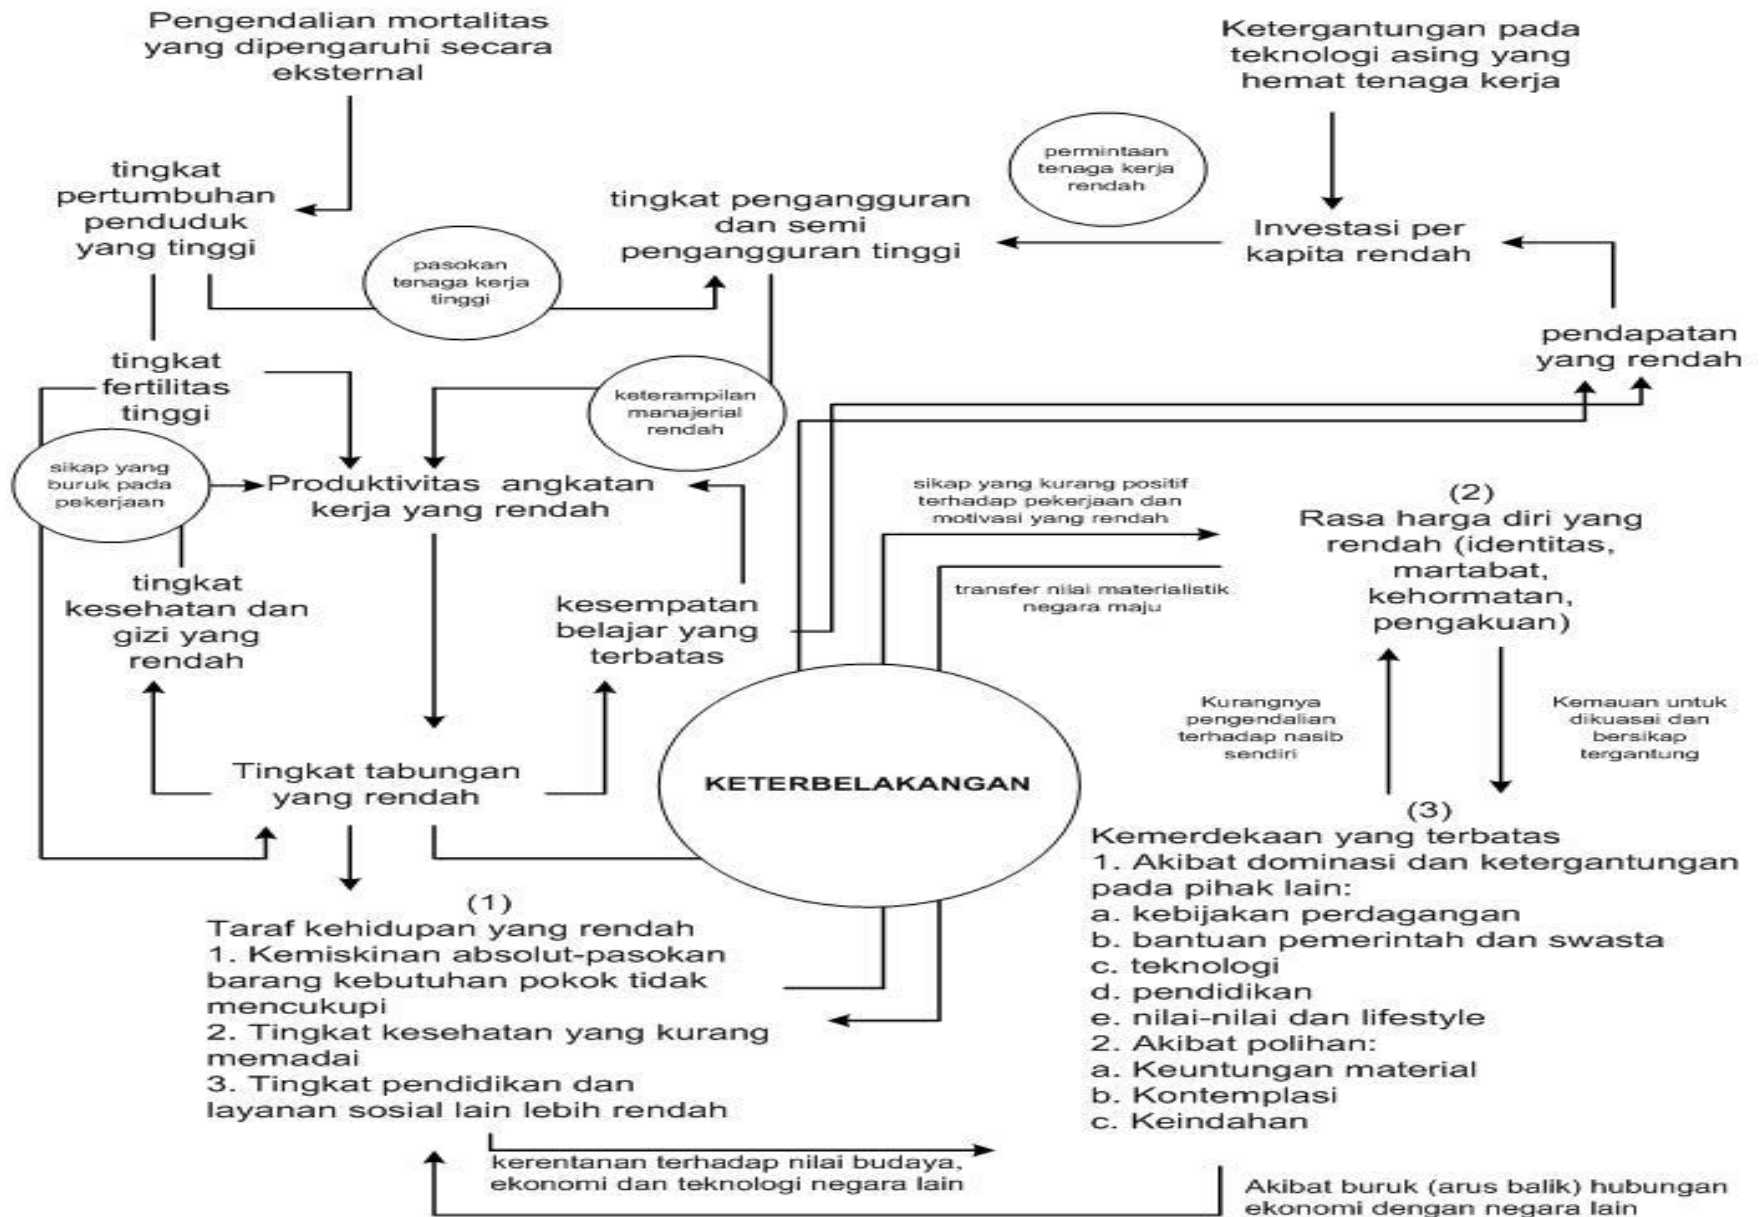 Pengendalian mortalitas
yang dipengaruhi secara
eksternal
Ketergantungan pada
teknologi asing yang
hemat tenaga kerja
permintaan
tenaga kerja
rendah
tingkat
pertumbuhan
penduduk
yang tinggi
tingkat pengangguran
dan semi
pengangguran tinggi
Investasi per
kapita rendah
pasokan
tenaga kerja
tinggi
pendapatan
yang rendah
tingkat
fertilitas
tinggi
keterampilan
manajerial
rendah
sikap yang
buruk pada
pekerjaan
Produktivitas angkatan
kerja yang rendah
sikap yang kurang positif
terhadap pekerjaan dan
motivasi yang rendah
(2)
Rasa harga diri yang
rendah (identitas,
martabat,
kehormatan,
pengakuan)
tingkat
kesehatan dan
gizi yang
rendah
kesempatan
belajar yang
terbatas
transfer nilai materialistik
negara maju
Kurangnya
pengendalian
terhadap nasib
sendiri
Kemauan untuk
dikuasai dan
bersikap
tergantung
Tingkat tabungan
yang rendah
KETERBELAKANGAN
(3)
Kemerdekaan yang terbatas
1. Akibat dominasi dan ketergantungan
pada pihak lain:
a. kebijakan perdagangan
b. bantuan pemerintah dan swasta
c. teknologi
d. pendidikan
e. nilai-nilai dan lifestyle
2. Akibat polihan:
a. Keuntungan material
b. Kontemplasi
c. Keindahan
(1)
Taraf kehidupan yang rendah
1. Kemiskinan absolut-pasokan
barang kebutuhan pokok tidak
mencukupi
2. Tingkat kesehatan yang kurang
memadai
3. Tingkat pendidikan dan
layanan sosial lain lebih rendah
kerentanan terhadap nilai budaya,
ekonomi dan teknologi negara lain
Akibat buruk (arus balik) hubungan
ekonomi dengan negara lain